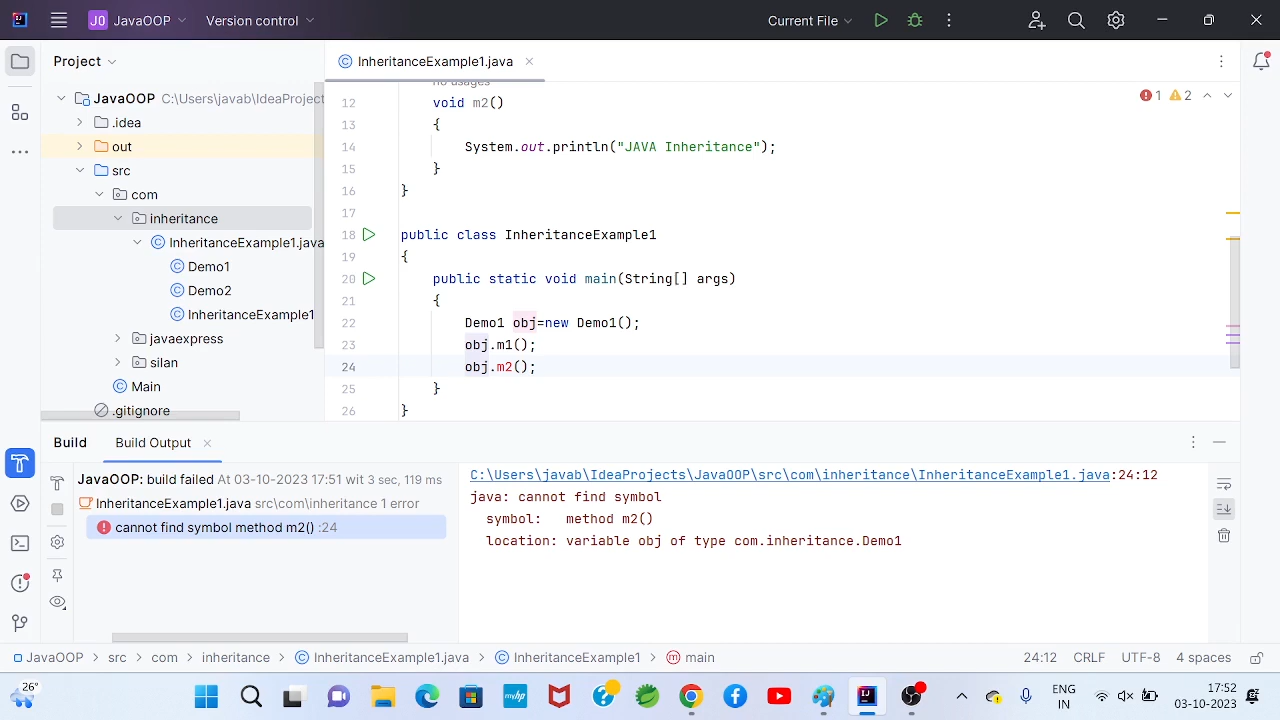 JO JavaOOP Version control Current File
Project
InheritanceExample1.java
JavaOOP C:\Users\javab\IdeaProject
.idea
out
src
com
inheritance
InheritanceExample1.java
Demo1
Demo2
InheritanceExample1
javaexpress
silan
Main
.gitignore
no usages
1 2
12 void m2()
13 {
14 System.out.println("JAVA Inheritance");
15 }
16 }
17
18 public class InheritanceExample1
19 {
20 public static void main(String[] args)
21 {
22 Demo1 obj=new Demo1();
23 obj.m1();
24 obj.m2();
25 }
26 }
Build Build Output
JavaOOP: build failed At 03-10-2023 17:51 wit 3 sec, 119 ms
InheritanceExample1.java src\com\inheritance 1 error
cannot find symbol method m2() :24
C:\Users\javab\IdeaProjects\JavaOOP\src\com\inheritance\InheritanceExample1.java:24:12
java: cannot find symbol
symbol: method m2()
location: variable obj of type com.inheritance.Demo1
JavaOOP > src > com > inheritance > InheritanceExample1.java > InheritanceExample1 > main 24:12 CRLF UTF-8 4 spaces
26°
myhp
ENG
IN
17:52
03-10-2023